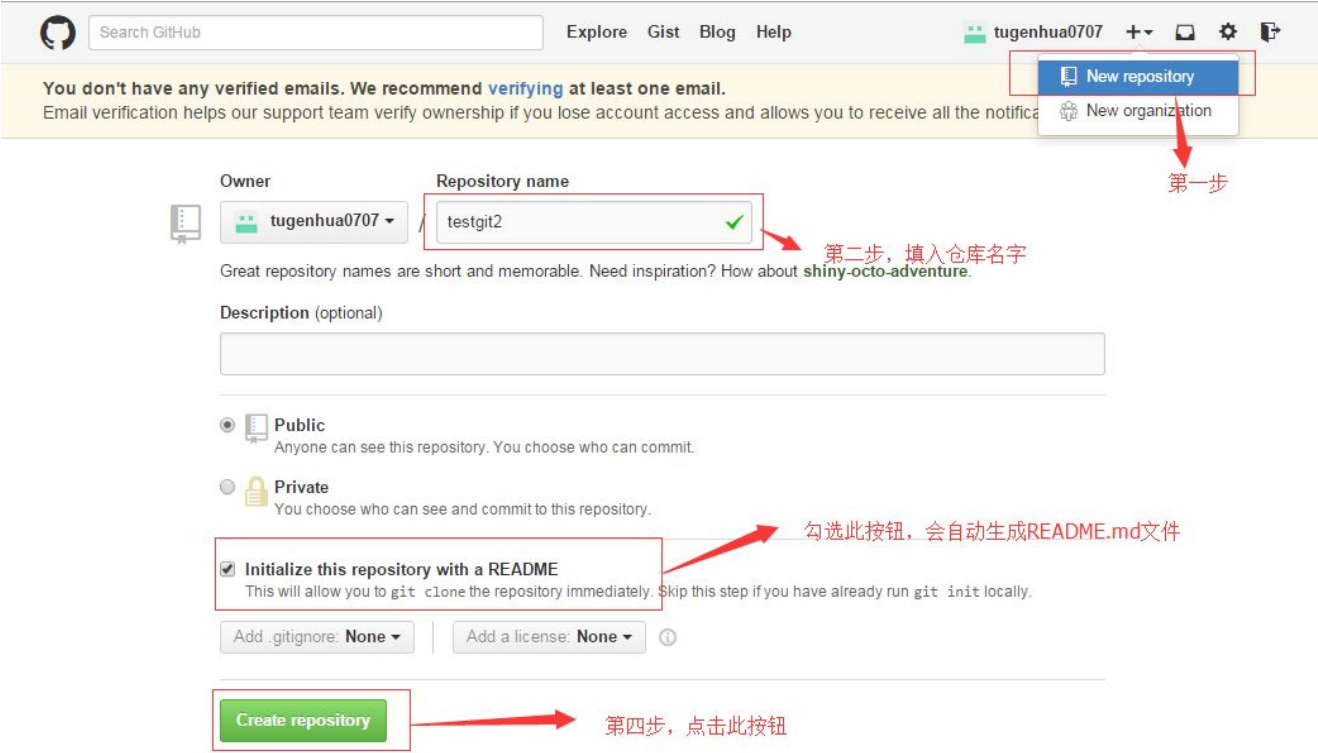 Search GitHub
Explore Gist Blog Help
tugenhua0707
New repository
New organization
You don't have any verified emails. We recommend verifying at least one email.
Email verification helps our support team verify ownership if you lose account access and allows you to receive all the
第一步
Owner
Repository name
tugenhua0707 / testgit2
第二步，填入仓库名字
Great repository names are short and memorable. Need inspiration? How about shiny-octo-adventure.
Description (optional)
Public
Anyone can see this repository. You choose who can commit.
Private
You choose who can see and commit to this repository.
勾选此按钮，会自动生成README.md文件
Initialize this repository with a README
This will allow you to git clone the repository immediately. Skip this step if you have already run git init locally.
Add .gitignore: None
Add a license: None
Create repository
第四步，点击此按钮